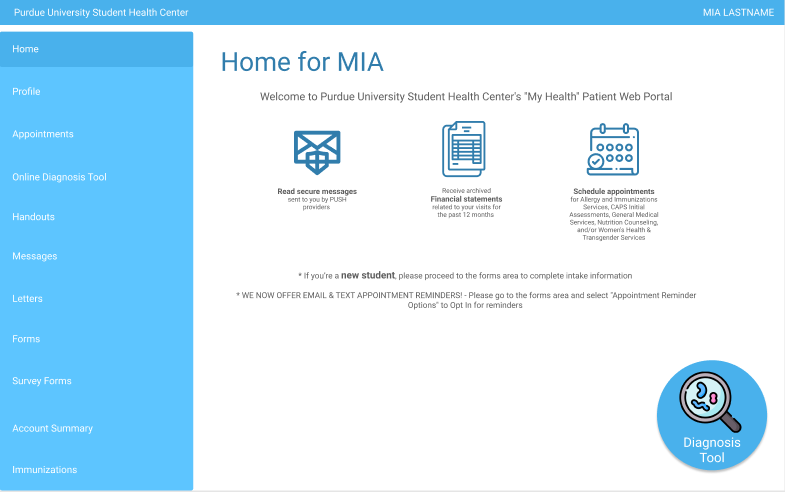 Purdue University Student Health Center
MIA LASTNAME
Home
Profile
Appointments
Online Diagnosis Tool
Handouts
Messages
Letters
Forms
Survey Forms
Account Summary
Immunizations
Home for MIA
Welcome to Purdue University Student Health Center's "My Health" Patient Web Portal
Read secure messages
sent to you by PUSH
providers
Receive archived
Financial statements
related to your visits for
the past 12 months
Schedule appointments
for Allergy and Immunizations
Services, CAPS Initial
Assessments, General Medical
Services, Nutrition Counseling,
and/or Women's Health &
Transgender Services
* If you're a new student, please proceed to the forms area to complete intake information
* WE NOW OFFER EMAIL & TEXT APPOINTMENT REMINDERS! - Please go to the forms area and select "Appointment Reminder
Options" to Opt In for reminders
Diagnosis
Tool